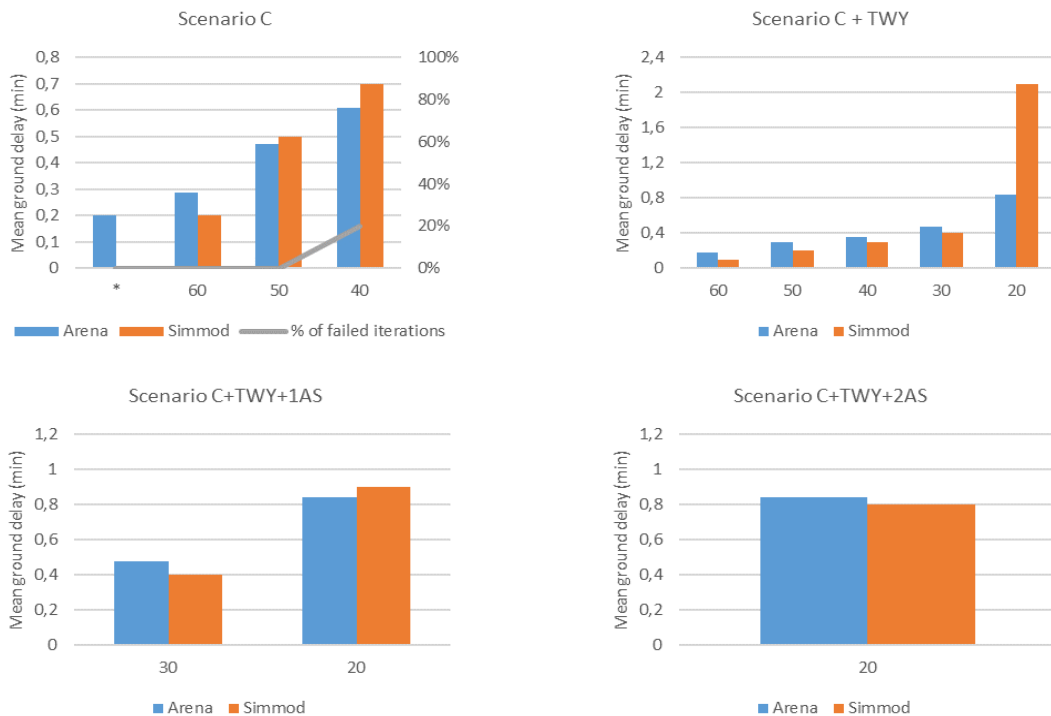 Scenario C
Mean ground delay (min)
0,8
0,7
0,6
0,5
0,4
0,3
0,2
0,1
0
100%
80%
60%
40%
20%
0%
* 60 50 40
Arena Simmod % of failed iterations
Scenario C + TWY
Mean ground delay (min)
2,4
2
1,6
1,2
0,8
0,4
0
60 50 40 30 20
Arena Simmod
Scenario C+TWY+1AS
Mean ground delay (min)
1,2
1
0,8
0,6
0,4
0,2
0
30 20
Arena Simmod
Scenario C+TWY+2AS
Mean ground delay (min)
1,2
1
0,8
0,6
0,4
0,2
0
20
Arena Simmod